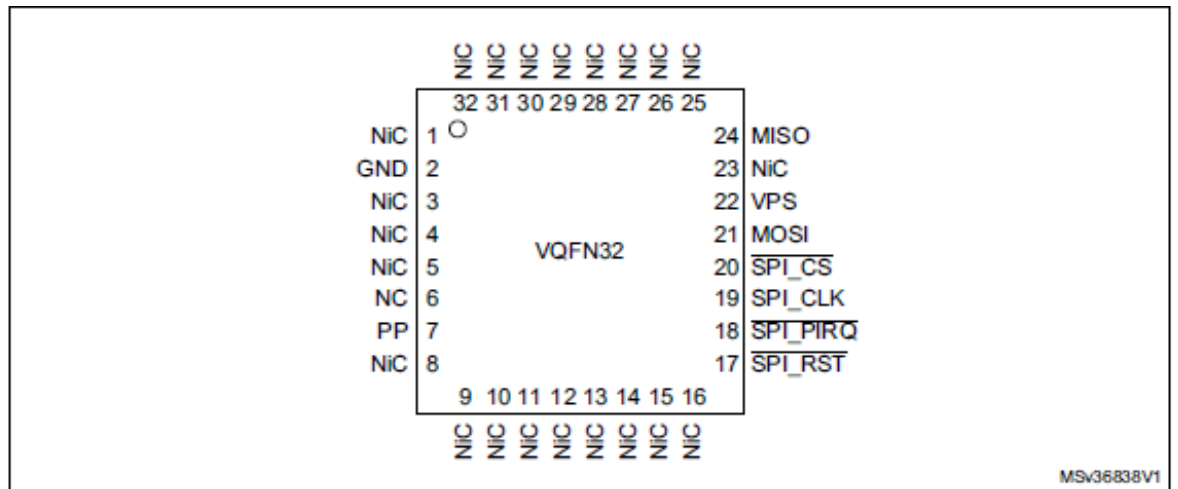 NiC NiC NiC NiC NiC NiC NiC NiC
32 31 30 29 28 27 26 25
NiC 1 24 MISO
GND 2 23 NiC
NiC 3 22 VPS
NiC 4 21 MOSI
VQFN32
NiC 5 20 SPI_CS
NC 6 19 SPI_CLK
PP 7 18 SPI_PIRQ
NiC 8 17 SPI_RST
9 10 11 12 13 14 15 16
NiC NiC NiC NiC NiC NiC NiC NiC
MSv36838V1